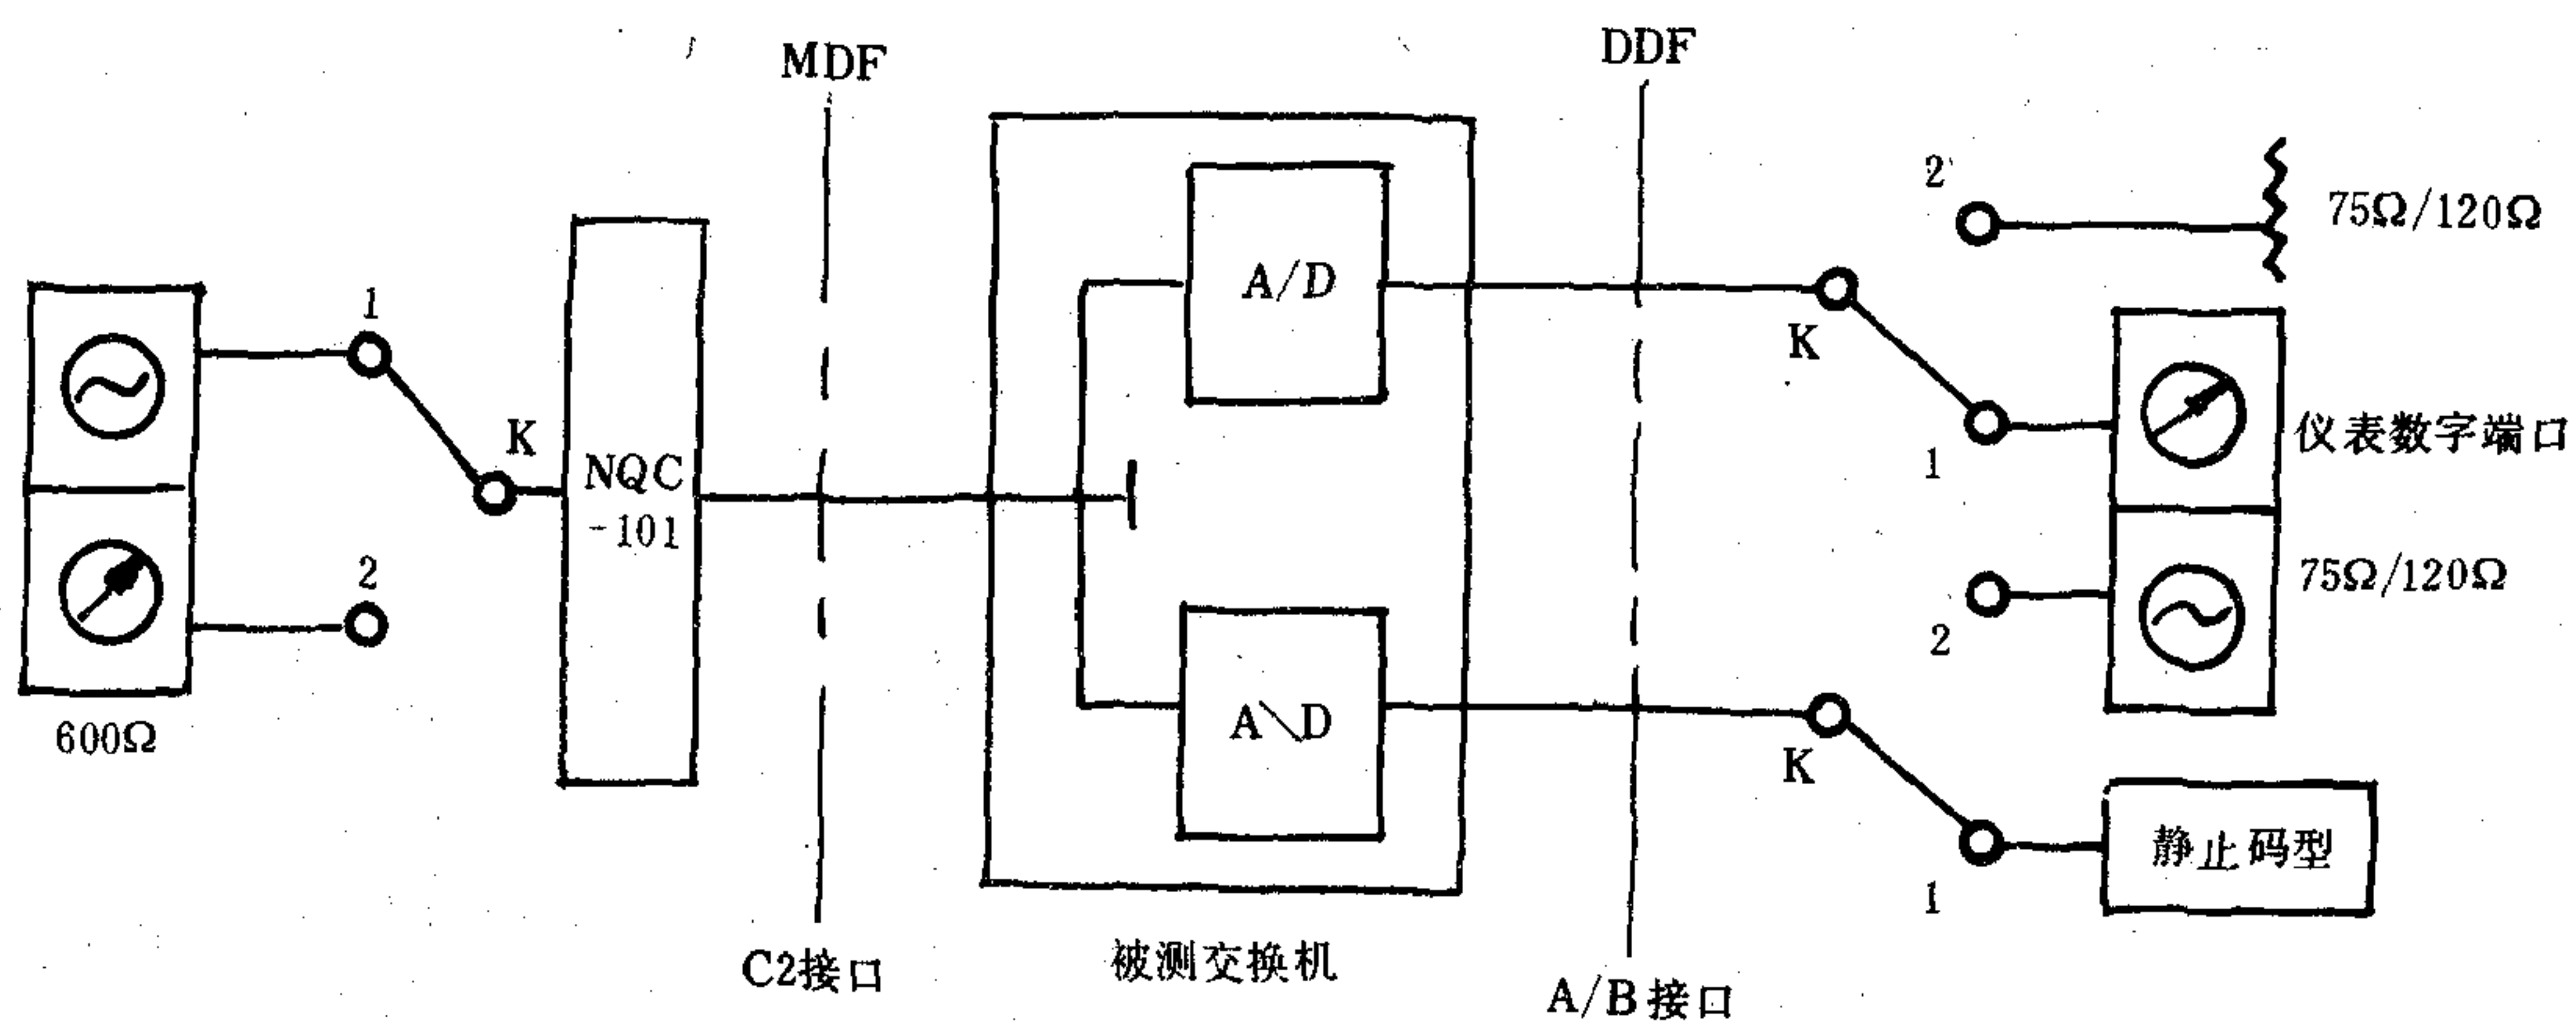 MDF
DDF
2
75Ω/120Ω
A/D
1
K
K
NQC
-101
仪表数字端口
1
2
75Ω/120Ω
2
600Ω
A\D
K
静止码型
1
C2接口
被测交换机
A/B接口